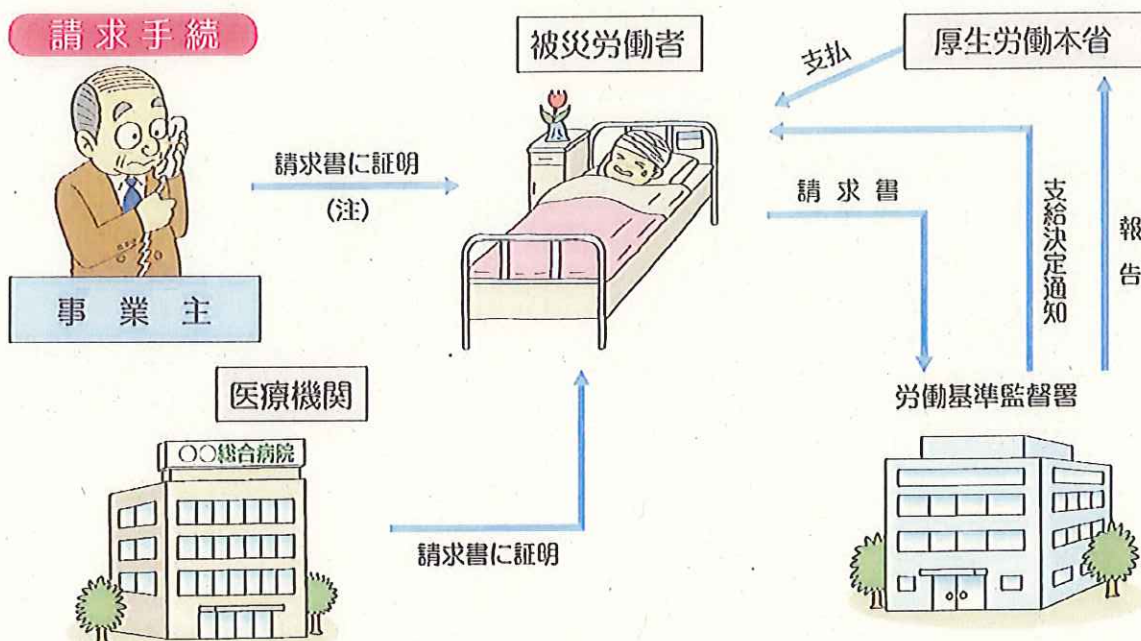 請求手続
被災労働者
厚生労働本省
支払
請求書に証明
(注)
請求書
支給決定通知
報告
事業主
医療機関
労働基準監督署
〇〇総合病院
請求書に証明